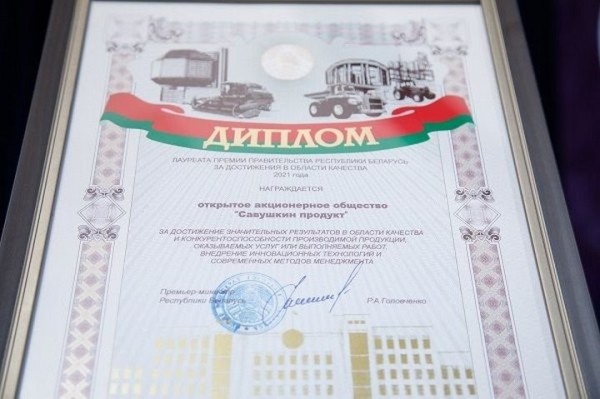 ДИПЛОМ
ЛАУРЕАТА ПРЕМИИ ПРАВИТЕЛЬСТВА РЕСПУБЛИКИ БЕЛАРУСЬ
ЗА ДОСТИЖЕНИЯ В ОБЛАСТИ КАЧЕСТВА
2021 года
НАГРАЖДАЕТСЯ
открытое акционерное общество
"Савушкин продукт"
ЗА ДОСТИЖЕНИЕ ЗНАЧИТЕЛЬНЫХ РЕЗУЛЬТАТОВ В ОБЛАСТИ КАЧЕСТВА
И КОНКУРЕНТОСПОСОБНОСТИ ПРОИЗВОДИМОЙ ПРОДУКЦИИ,
ОКАЗЫВАЕМЫХ УСЛУГ ИЛИ ВЫПОЛНЯЕМЫХ РАБОТ,
ВНЕДРЕНИЕ ИННОВАЦИОННЫХ ТЕХНОЛОГИЙ И
СОВРЕМЕННЫХ МЕТОДОВ МЕНЕДЖМЕНТА
Премьер-министр
Республики Беларусь
Р.А.Головченко